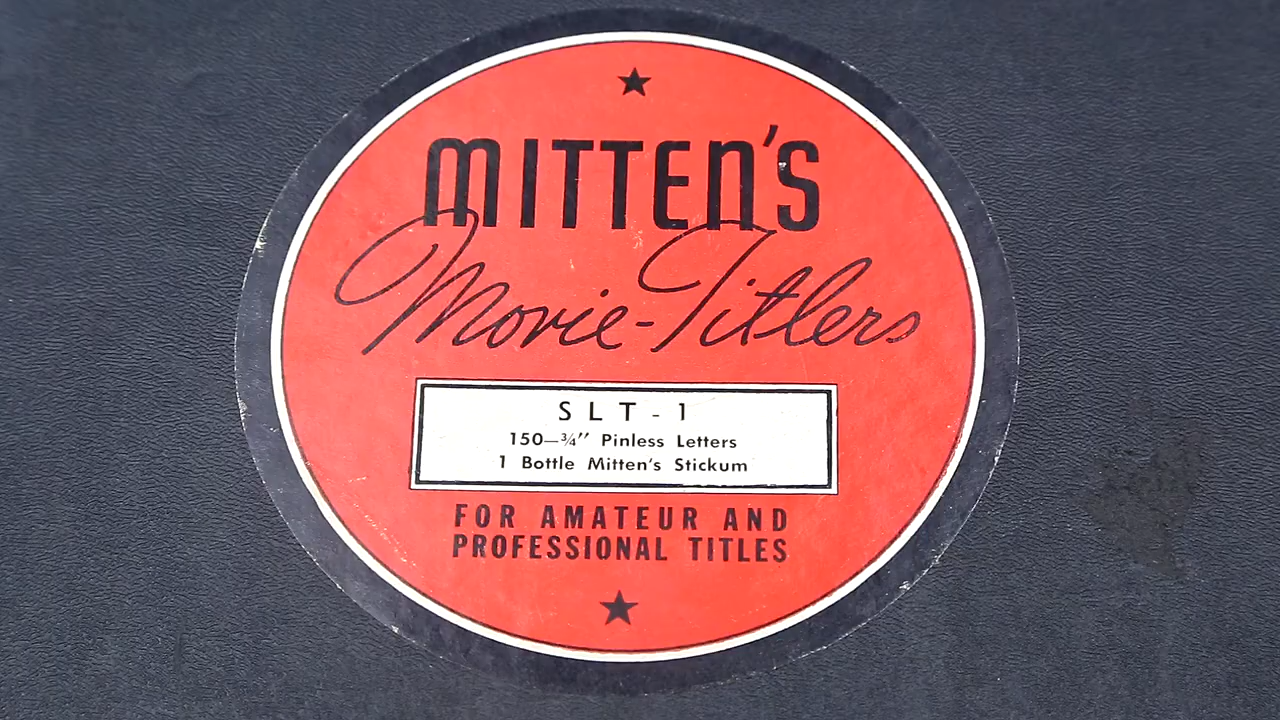 MITTEN'S
Movie-Titlers
SLT-1
150—¾" Pinless Letters
1 Bottle Mitten's Stickum
FOR AMATEUR AND
PROFESSIONAL TITLES